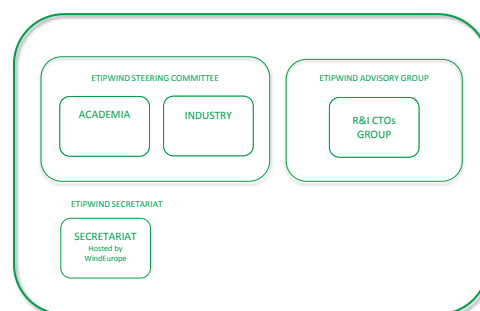 ETIPWIND STEERING COMMITTEE
ACADEMIA
INDUSTRY
ETIPWIND ADVISORY GROUP
R&I CTOs
GROUP
ETIPWIND SECRETARIAT
SECRETARIAT
Hosted by
WindEurope